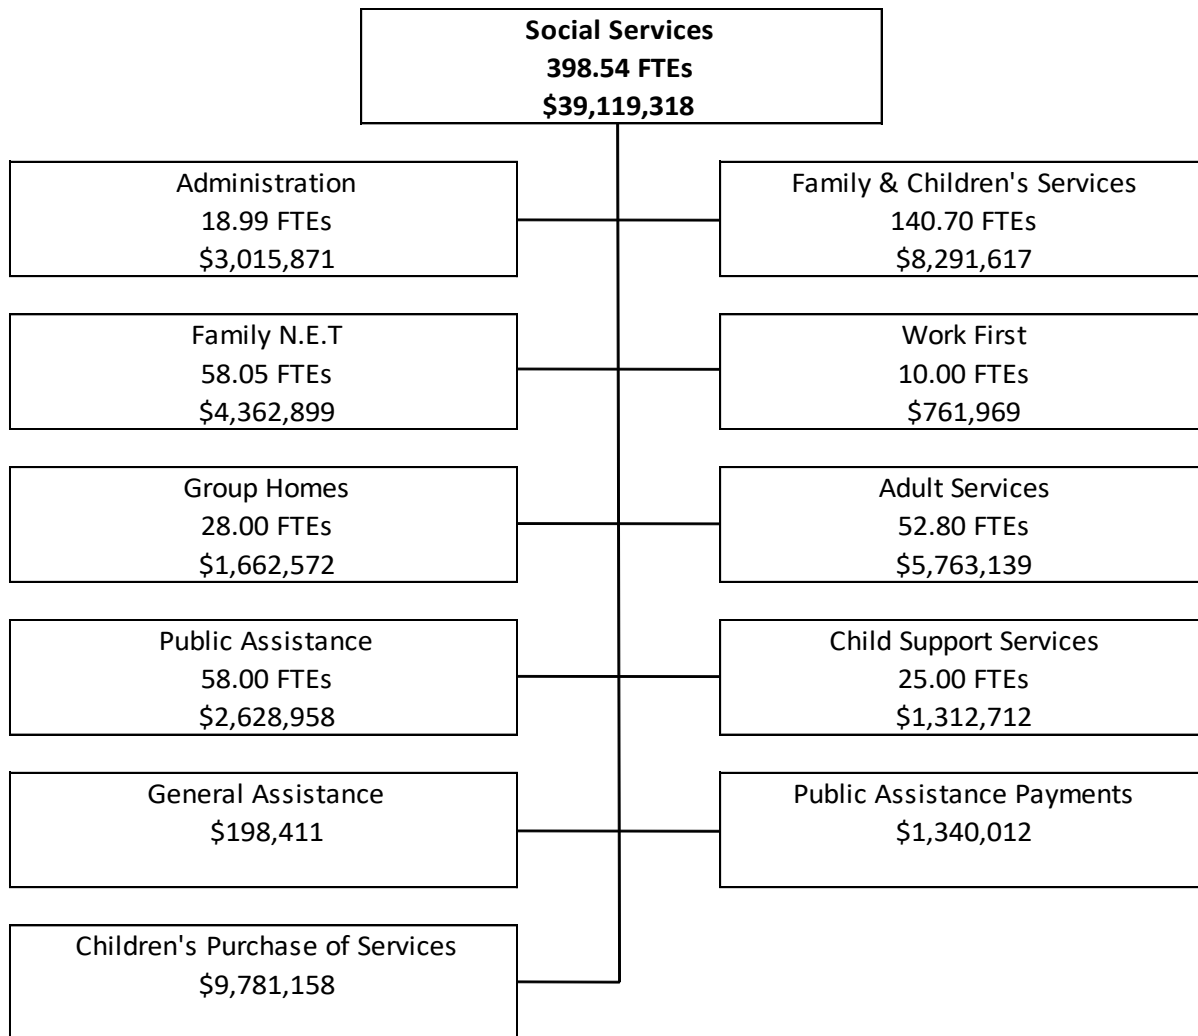 Social Services
398.54 FTEs
$39,119,318
Administration
18.99 FTEs
$3,015,871
Family & Children's Services
140.70 FTEs
$8,291,617
Family N.E.T
58.05 FTEs
$4,362,899
Work First
10.00 FTEs
$761,969
Group Homes
28.00 FTEs
$1,662,572
Adult Services
52.80 FTEs
$5,763,139
Public Assistance
58.00 FTEs
$2,628,958
Child Support Services
25.00 FTEs
$1,312,712
General Assistance
$198,411
Public Assistance Payments
$1,340,012
Children's Purchase of Services
$9,781,158